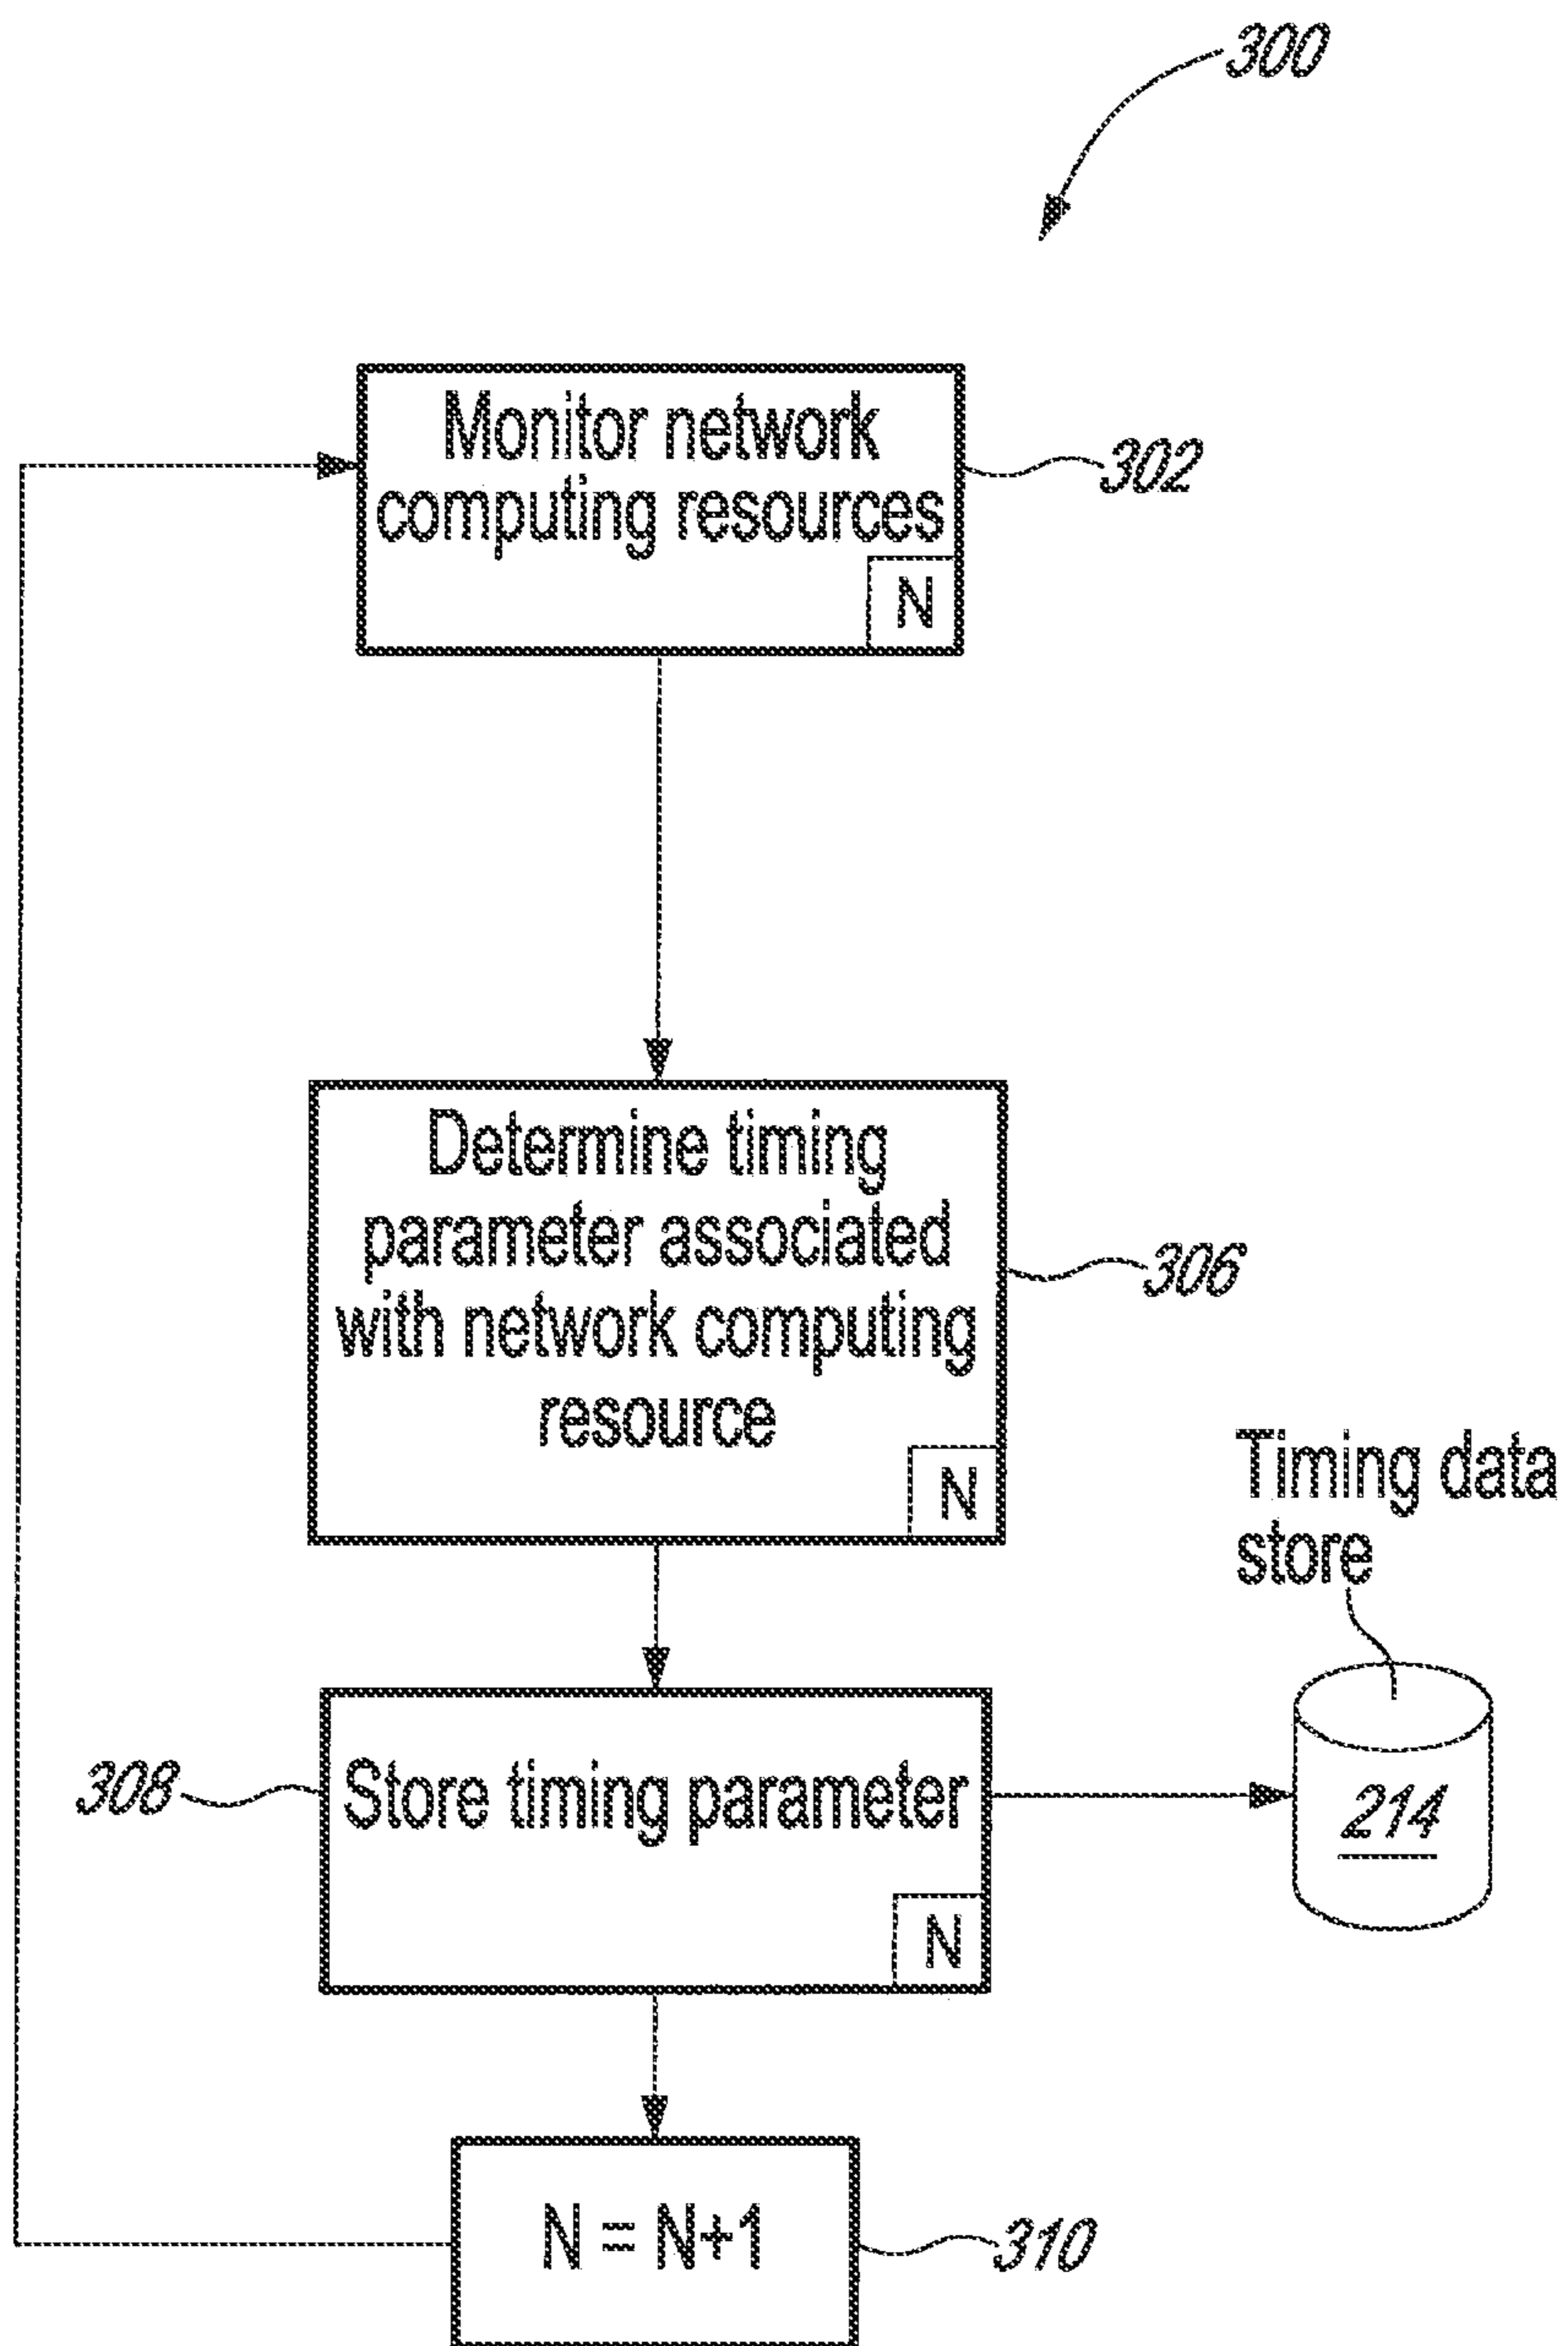 300
Monitor network
computing resources
N
302
Determine timing
parameter associated
with network computing
resource
N
306
Timing data
store
308
Store timing parameter
N
214
N = N+1
310